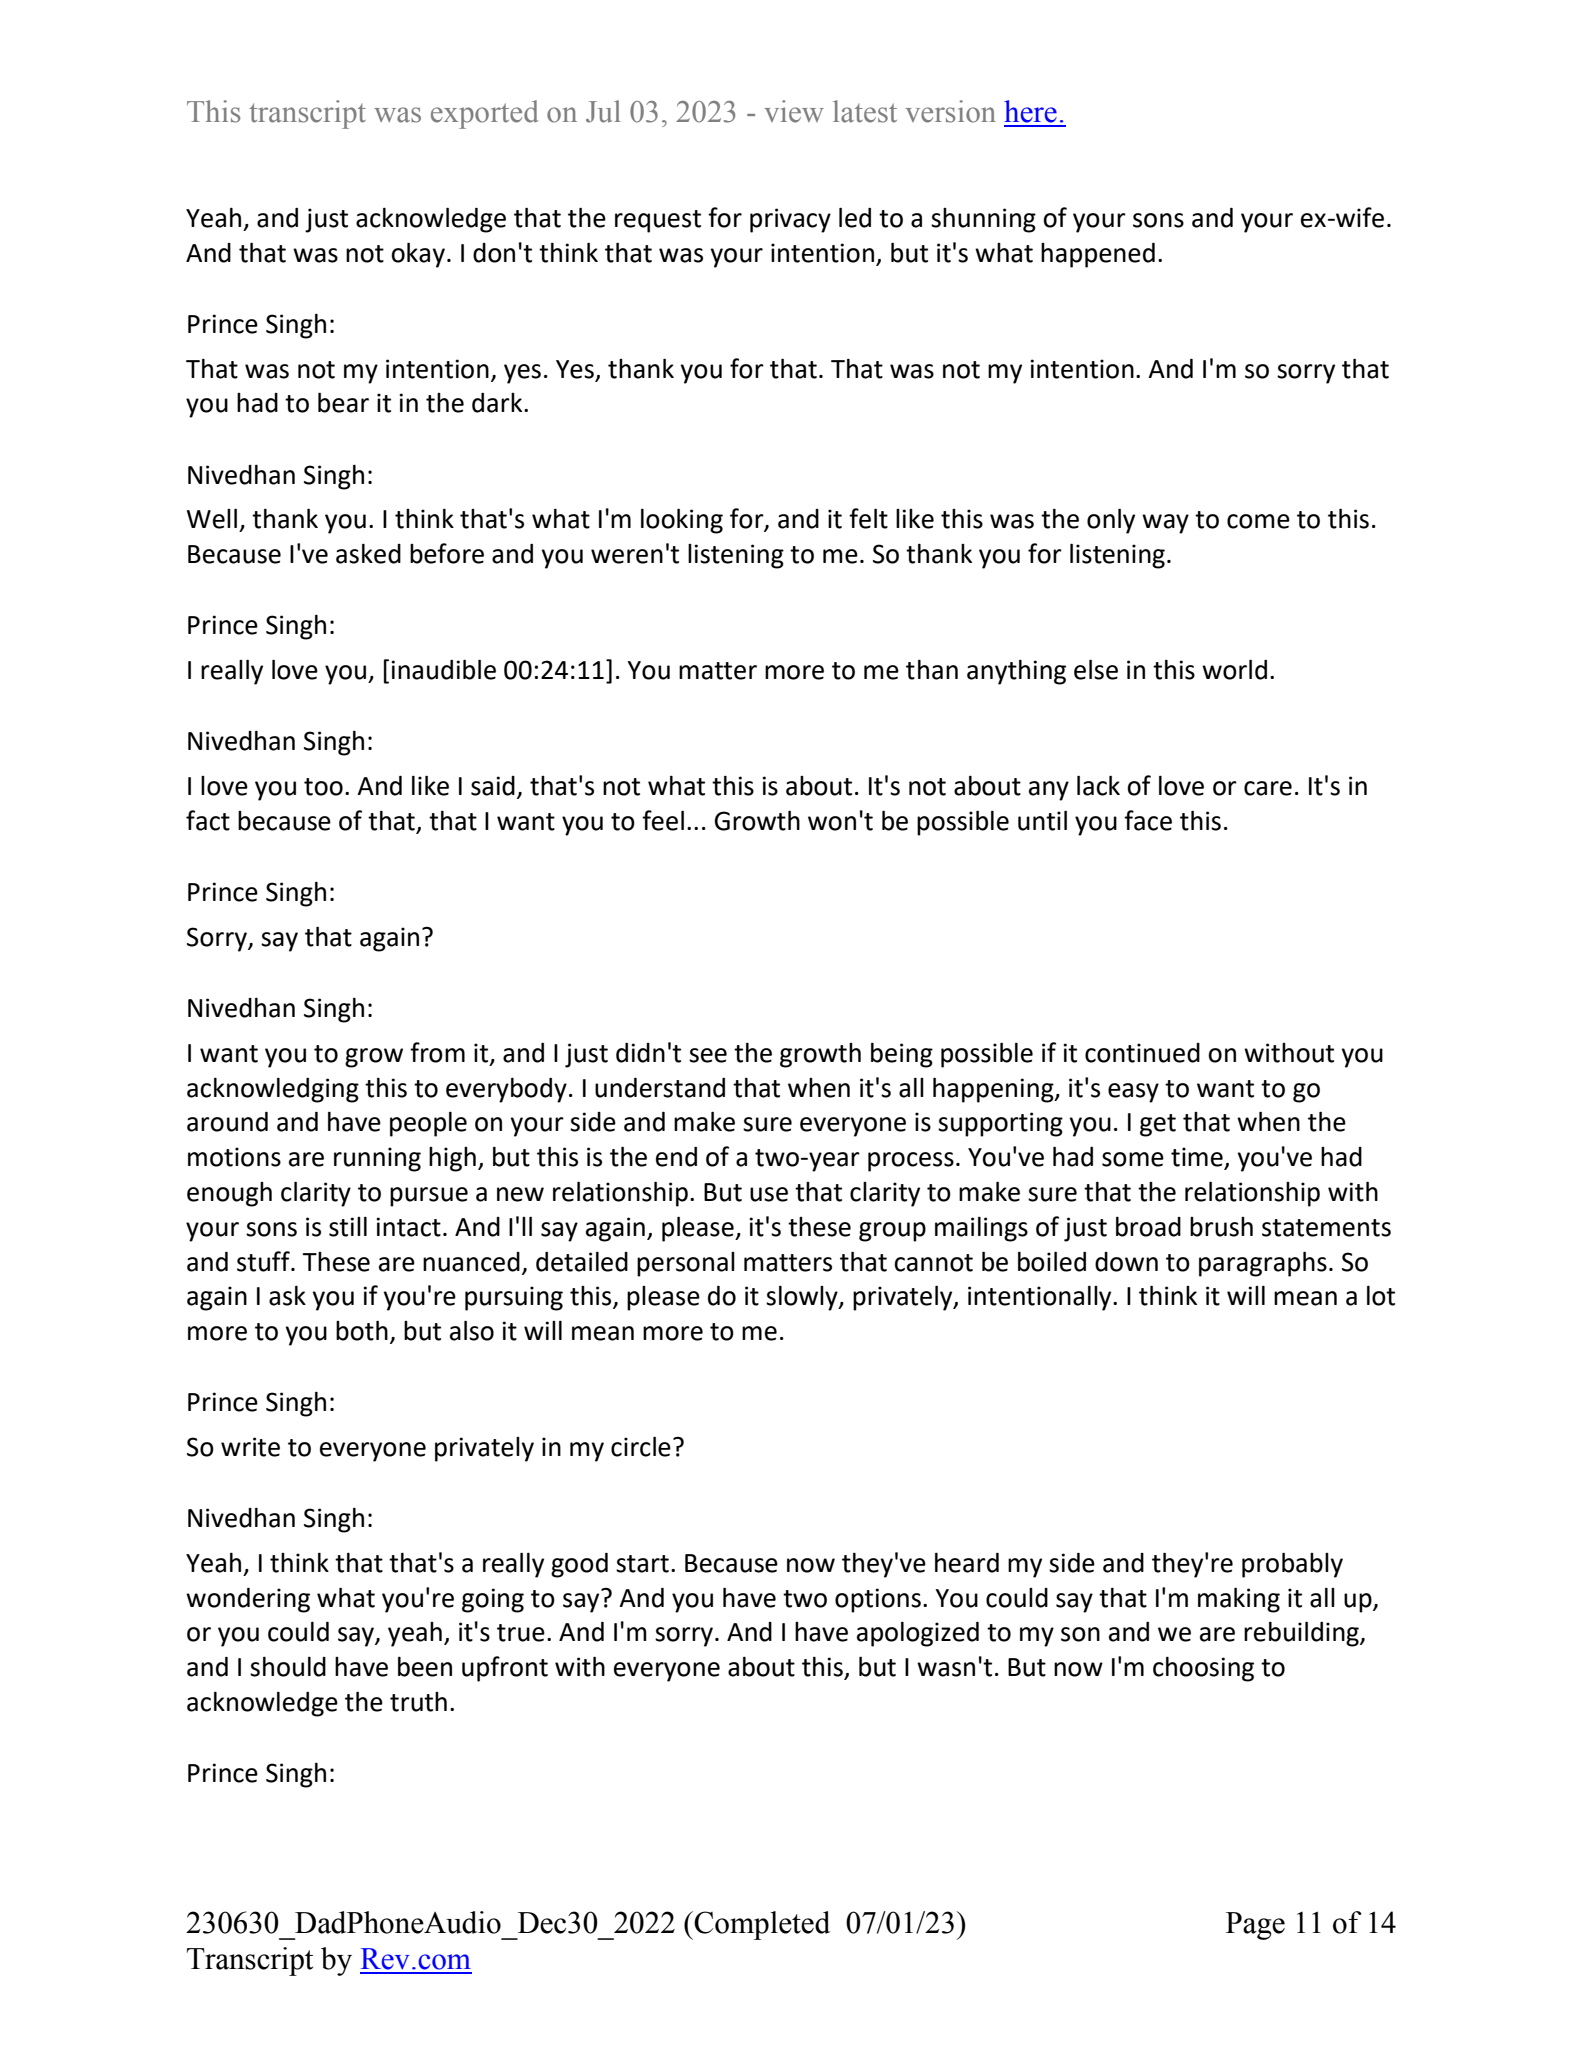 This transcript was exported on Jul 03, 2023 - view latest version here.
Yeah, and just acknowledge that the request for privacy led to a shunning of your sons and your ex-wife.
And that was not okay. I don't think that was your intention, but it's what happened.
Prince Singh:
That was not my intention, yes. Yes, thank you for that. That was not my intention. And I'm so sorry that
you had to bear it in the dark.
Nivedhan Singh:
Well, thank you. I think that's what I'm looking for, and it felt like this was the only way to come to this.
Because I've asked before and you weren't listening to me. So thank you for listening.
Prince Singh:
I really love you, [inaudible 00:24:11]. You matter more to me than anything else in this world.
Nivedhan Singh:
I love you too. And like I said, that's not what this is about. It's not about any lack of love or care. It's in
fact because of that, that I want you to feel... Growth won't be possible until you face this.
Prince Singh:
Sorry, say that again?
Nivedhan Singh:
I want you to grow from it, and I just didn't see the growth being possible if it continued on without you
acknowledging this to everybody. I understand that when it's all happening, it's easy to want to go
around and have people on your side and make sure everyone is supporting you. I get that when the
motions are running high, but this is the end of a two-year process. You've had some time, you've had
enough clarity to pursue a new relationship. But use that clarity to make sure that the relationship with
your sons is still intact. And I'll say again, please, it's these group mailings of just broad brush statements
and stuff. These are nuanced, detailed personal matters that cannot be boiled down to paragraphs. So
again I ask you if you're pursuing this, please do it slowly, privately, intentionally. I think it will mean a lot
more to you both, but also it will mean more to me.
Prince Singh:
So write to everyone privately in my circle?
Nivedhan Singh:
Yeah, I think that that's a really good start. Because now they've heard my side and they're probably
wondering what you're going to say? And you have two options. You could say that I'm making it all up,
or you could say, yeah, it's true. And I'm sorry. And I have apologized to my son and we are rebuilding,
and I should have been upfront with everyone about this, but I wasn't. But now I'm choosing to
acknowledge the truth.
Prince Singh:
230630_DadPhoneAudio_Dec30_2022 (Completed 07/01/23) Page 11 of 14
Transcript by Rev.com